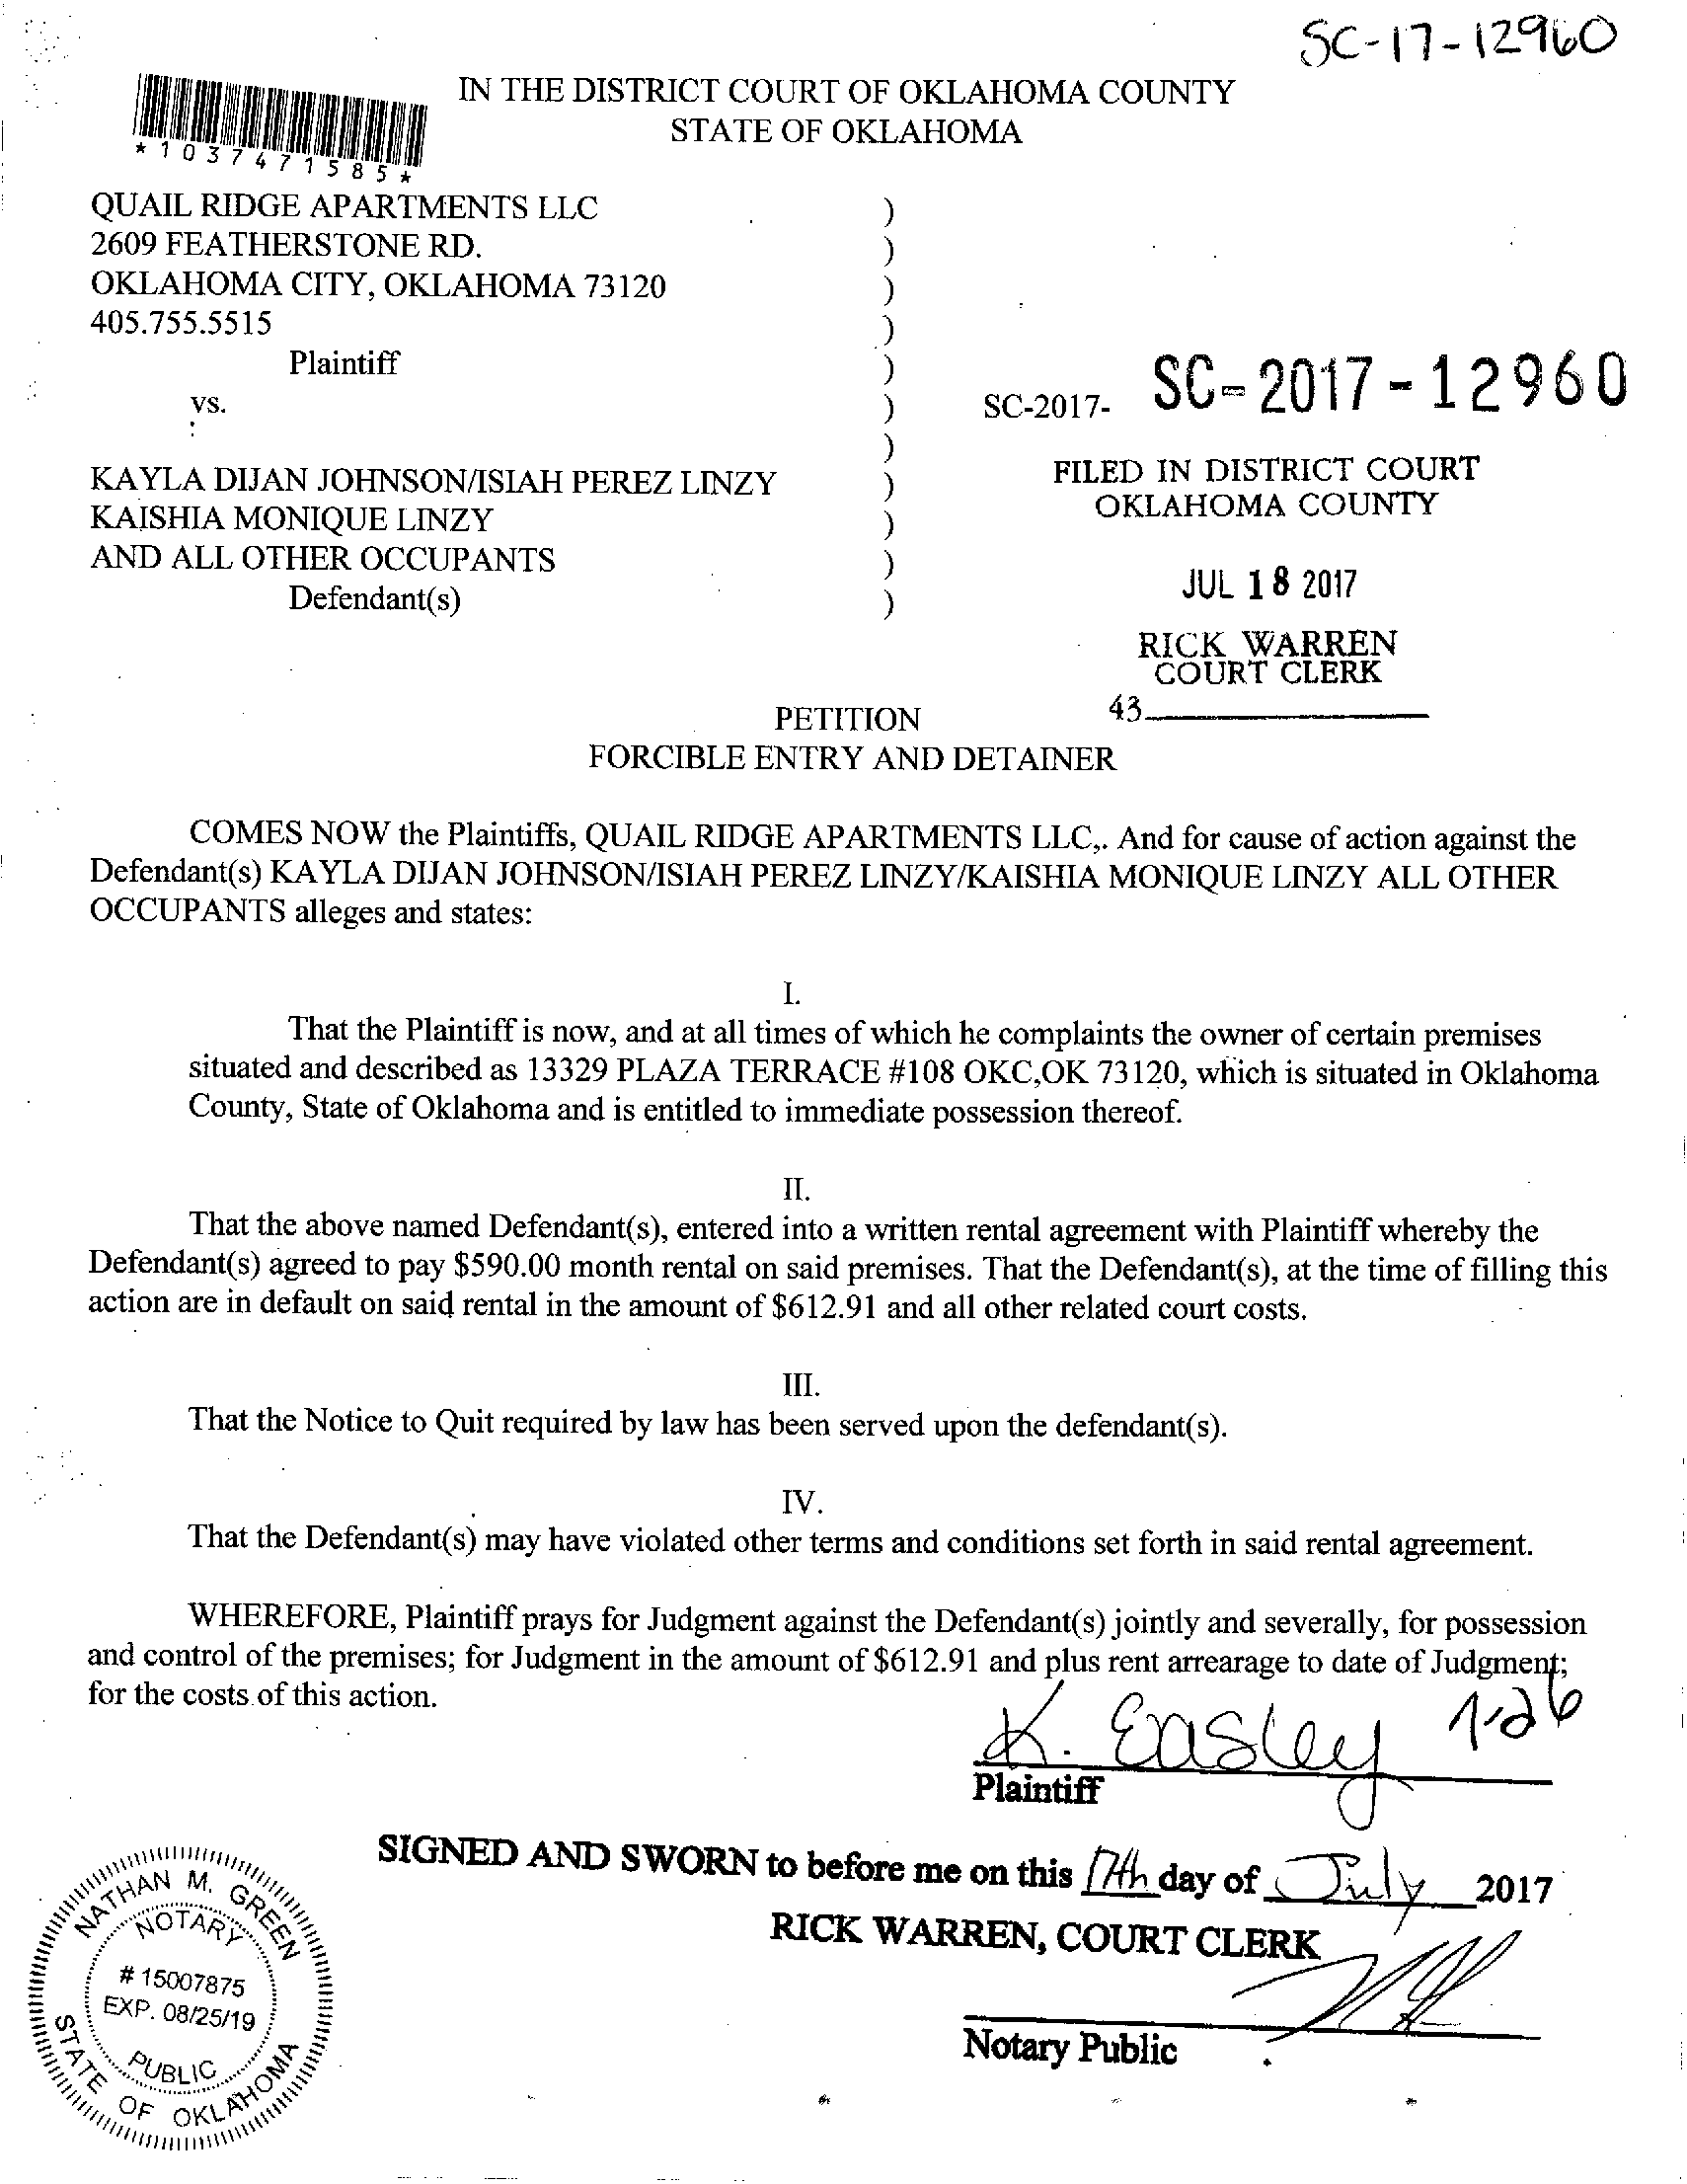 SC-17-12960
IN THE DISTRICT COURT OF OKLAHOMA COUNTY
STATE OF OKLAHOMA
*1037471585*
QUAIL RIDGE APARTMENTS LLC )
2609 FEATHERSTONE RD. )
OKLAHOMA CITY, OKLAHOMA 73120 )
405.755.5515 )
Plaintiff )
vs. ) SC-2017- SC-2017-12960
)
KAYLA DIJAN JOHNSON/ISIAH PEREZ LINZY )
KAISHIA MONIQUE LINZY )
AND ALL OTHER OCCUPANTS )
Defendant(s) )
FILED IN DISTRICT COURT
OKLAHOMA COUNTY
JUL 18 2017
RICK WARREN
COURT CLERK
43
PETITION
FORCIBLE ENTRY AND DETAINER
COMES NOW the Plaintiffs, QUAIL RIDGE APARTMENTS LLC,. And for cause of action against the
Defendant(s) KAYLA DIJAN JOHNSON/ISIAH PEREZ LINZY/KAISHIA MONIQUE LINZY ALL OTHER
OCCUPANTS alleges and states:
I.
That the Plaintiff is now, and at all times of which he complaints the owner of certain premises
situated and described as 13329 PLAZA TERRACE #108 OKC,OK 73120, which is situated in Oklahoma
County, State of Oklahoma and is entitled to immediate possession thereof.
II.
That the above named Defendant(s), entered into a written rental agreement with Plaintiff whereby the
Defendant(s) agreed to pay $590.00 month rental on said premises. That the Defendant(s), at the time of filling this
action are in default on said rental in the amount of $612.91 and all other related court costs.
III.
That the Notice to Quit required by law has been served upon the defendant(s).
IV.
That the Defendant(s) may have violated other terms and conditions set forth in said rental agreement.
WHEREFORE, Plaintiff prays for Judgment against the Defendant(s) jointly and severally, for possession
and control of the premises; for Judgment in the amount of $612.91 and plus rent arrearage to date of Judgment;
for the costs of this action.
K. Easley 7-26
Plaintiff
SIGNED AND SWORN to before me on this 17th day of July 2017
RICK WARREN, COURT CLERK
Notary Public
NATHAN M. GREEN
NOTARY
# 15007875
EXP. 08/25/19
PUBLIC
STATE OF OKLAHOMA